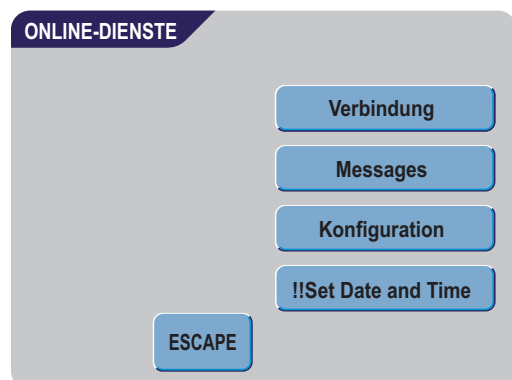 ONLINE-DIENSTE
Verbindung
Messages
Konfiguration
!!Set Date and Time
ESCAPE